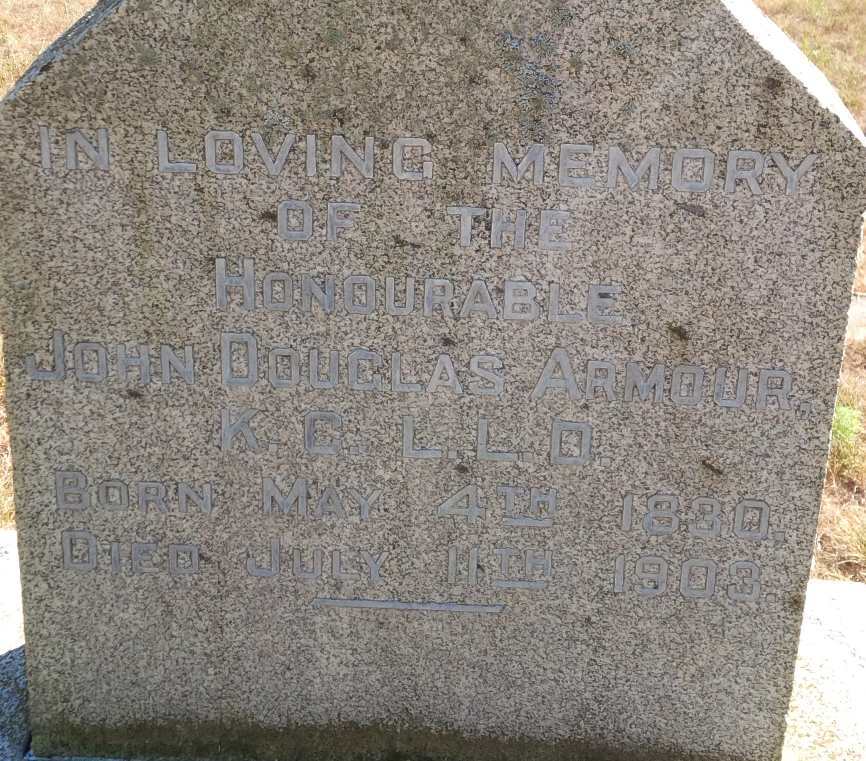 IN LOVING MEMORY
OF THE
HONOURABLE
JOHN DOUGLAS ARMOUR,
K. C. L.L.D.
BORN MAY 4TH 1830.
DIED JULY 11TH 1903.